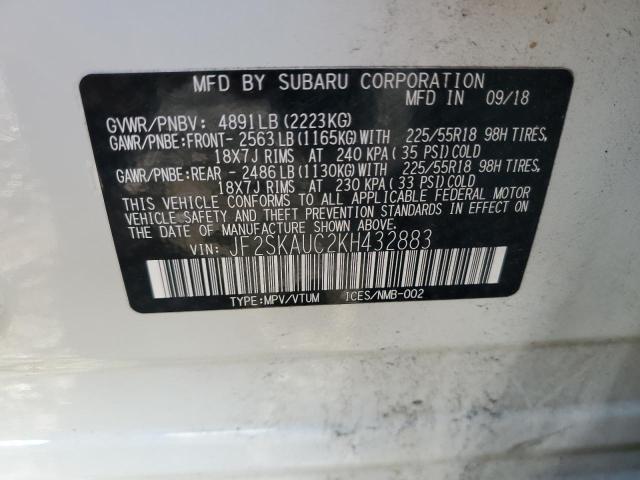 MFD BY SUBARU CORPORATION
MFD IN 09/18
GVWR/PNBV: 4891LB (2223KG)
GAWR/PNBE:FRONT- 2563LB(1165KG)WITH 225/55R18 98H TIRES,
18X7J RIMS AT 240 KPA(35 PSI)COLD
GAWR/PNBE:REAR - 2486LB(1130KG)WITH 225/55R18 98H TIRES,
18X7J RIMS AT 230 KPA(33 PSI)COLD
THIS VEHICLE CONFORMS TO ALL APPLICABLE FEDERAL MOTOR
VEHICLE SAFETY AND THEFT PREVENTION STANDARDS IN EFFECT ON
THE DATE OF MANUFACTURE SHOWN ABOVE.
VIN: JF2SKAUC2KH432883
TYPE:MPV/VTUM ICES/NMB-002